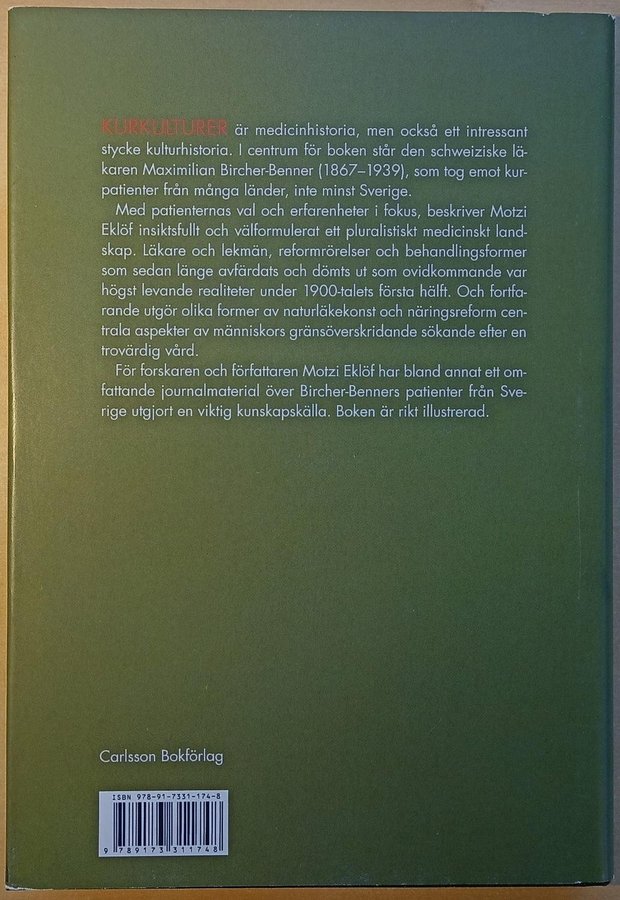 KURKULTURER är medicinhistoria, men också ett intressant
stycke kulturhistoria. I centrum för boken står den schweiziske lä-
karen Maximilian Bircher-Benner (1867–1939), som tog emot kur-
patienter från många länder, inte minst Sverige.
Med patienternas val och erfarenheter i fokus, beskriver Motzi
Eklöf insiktsfullt och välformulerat ett pluralistiskt medicinskt land-
skap. Läkare och lekmän, reformrörelser och behandlingsformer
som sedan länge avfärdats och dömts ut som ovidkommande var
högst levande realiteter under 1900-talets första hälft. Och fortfa-
rande utgör olika former av naturläkekonst och näringsreform cen-
trala aspekter av människors gränsöverskridande sökande efter en
trovärdig vård.
För forskaren och författaren Motzi Eklöf har bland annat ett om-
fattande journalmaterial över Bircher-Benners patienter från Sve-
rige utgjort en viktig kunskapskälla. Boken är rikt illustrerad.
Carlsson Bokförlag
ISBN 978-91-7331-174-8
9 789173 311748